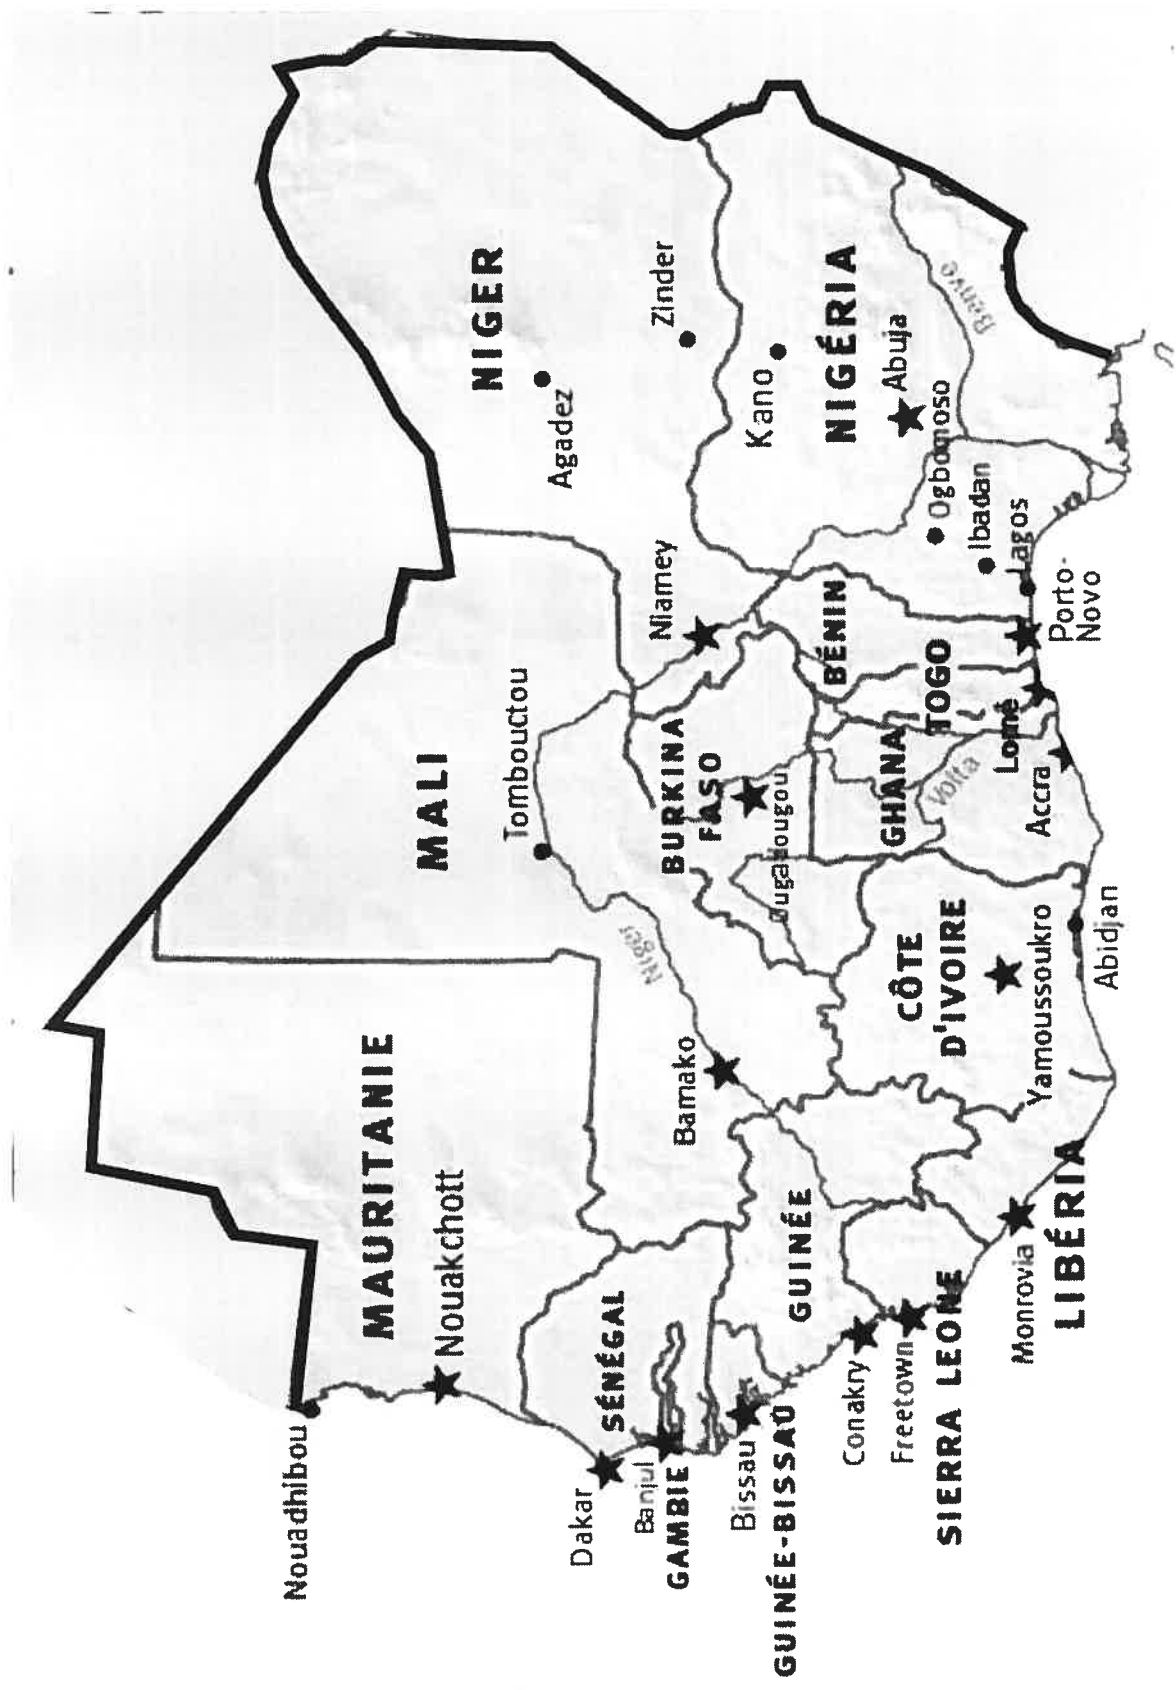 Nouadhibou
MAURITANIE
Nouakchott
MALI
Tombouctou
NIGER
Agadez
Zinder
Niamey
Niger
Dakar
SÉNÉGAL
Banjul
GAMBIE
Bissau
GUINÉE-BISSAU
Bamako
BURKINA
FASO
Ouagadougou
Kano
NIGÉRIA
Abuja
Ogbomoso
Ibadan
Lagos
Benve
BÉNIN
TOGO
GHANA
Volta
Lomé
Accra
Porto-
Novo
GUINÉE
Conakry
Freetown
SIERRA LEONE
CÔTE
D'IVOIRE
Yamoussoukro
Abidjan
Monrovia
LIBÉRIA